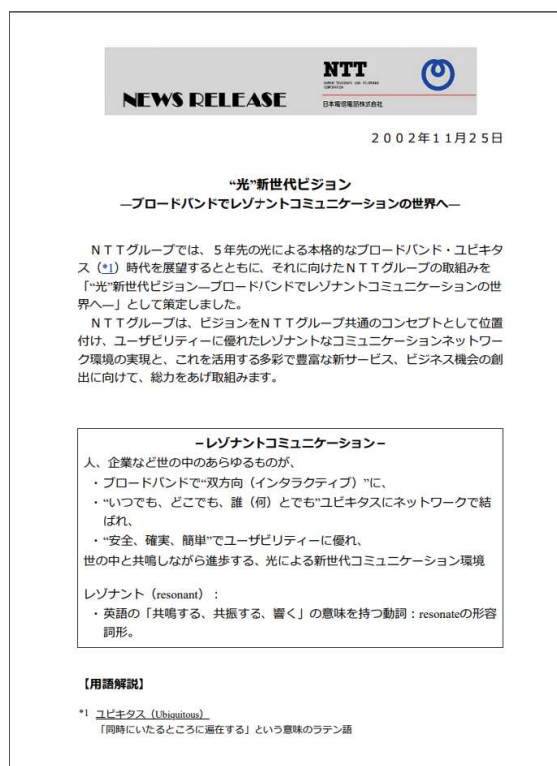 NEWS RELEASE
NTT
NIPPON TELEGRAPH AND TELEPHONE
CORPORATION
日本電信電話株式会社
２００２年１１月２５日
“光”新世代ビジョン
―ブロードバンドでレゾナントコミュニケーションの世界へ―
ＮＴＴグループでは、５年先の光による本格的なブロードバンド・ユビキタ
ス（*1）時代を展望するとともに、それに向けたＮＴＴグループの取組みを
「“光”新世代ビジョン―ブロードバンドでレゾナントコミュニケーションの世
界へ―」として策定しました。
ＮＴＴグループは、ビジョンをＮＴＴグループ共通のコンセプトとして位置
付け、ユーザビリティーに優れたレゾナントなコミュニケーションネットワー
ク環境の実現と、これを活用する多彩で豊富な新サービス、ビジネス機会の創
出に向けて、総力をあげ取組みます。
－レゾナントコミュニケーション－
人、企業など世の中のあらゆるものが、
・ブロードバンドで“双方向（インタラクティブ）”に、
・“いつでも、どこでも、誰（何）とでも”ユビキタスにネットワークで結
ばれ、
・“安全、確実、簡単”でユーザビリティーに優れ、
世の中と共鳴しながら進歩する、光による新世代コミュニケーション環境
レゾナント（resonant）：
・英語の「共鳴する、共振する、響く」の意味を持つ動詞：resonateの形容
詞形。
【用語解説】
*1 ユビキタス（Ubiquitous）
「同時にいたるところに遍在する」という意味のラテン語